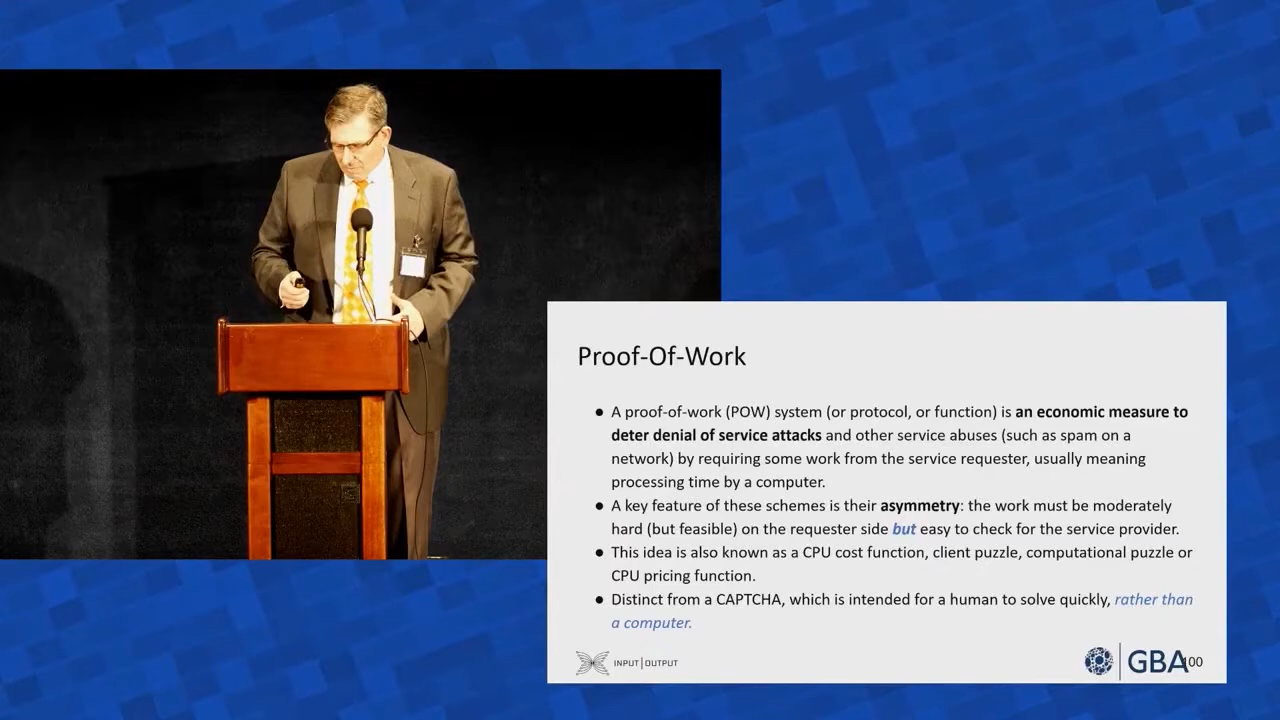 Proof-Of-Work
● A proof-of-work (POW) system (or protocol, or function) is an economic measure to
deter denial of service attacks and other service abuses (such as spam on a
network) by requiring some work from the service requester, usually meaning
processing time by a computer.
● A key feature of these schemes is their asymmetry: the work must be moderately
hard (but feasible) on the requester side but easy to check for the service provider.
● This idea is also known as a CPU cost function, client puzzle, computational puzzle or
CPU pricing function.
● Distinct from a CAPTCHA, which is intended for a human to solve quickly, rather than
a computer.
INPUT|OUTPUT
GBA
100